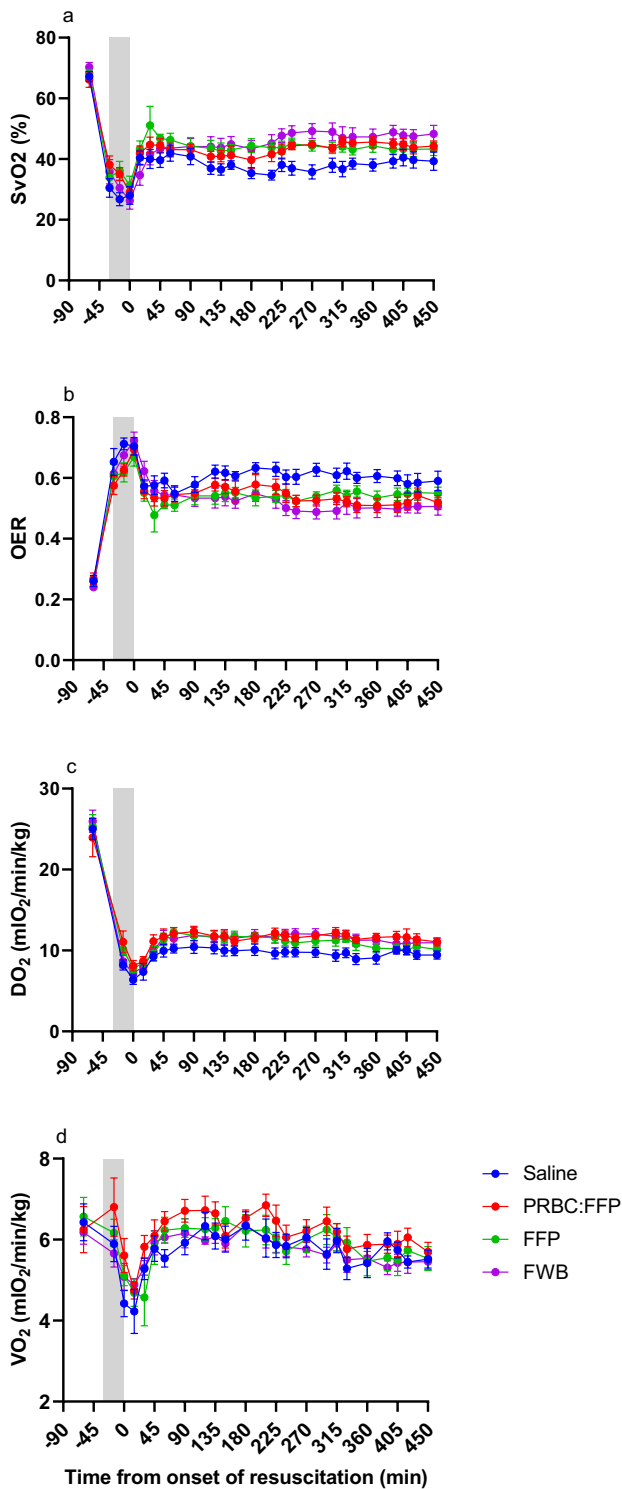 a
SvO2 (%)
80
60
40
20
0
-90 -45 0 45 90 135 180 225 270 315 360 405 450
b
OER
0.8
0.6
0.4
0.2
0.0
-90 -45 0 45 90 135 180 225 270 315 360 405 450
c
DO₂ (mlO₂/min/kg)
30
20
10
0
-90 -45 0 45 90 135 180 225 270 315 360 405 450
d
VO₂ (mlO₂/min/kg)
8
6
4
2
-90 -45 0 45 90 135 180 225 270 315 360 405 450
Time from onset of resuscitation (min)
Saline
PRBC:FFP
FFP
FWB